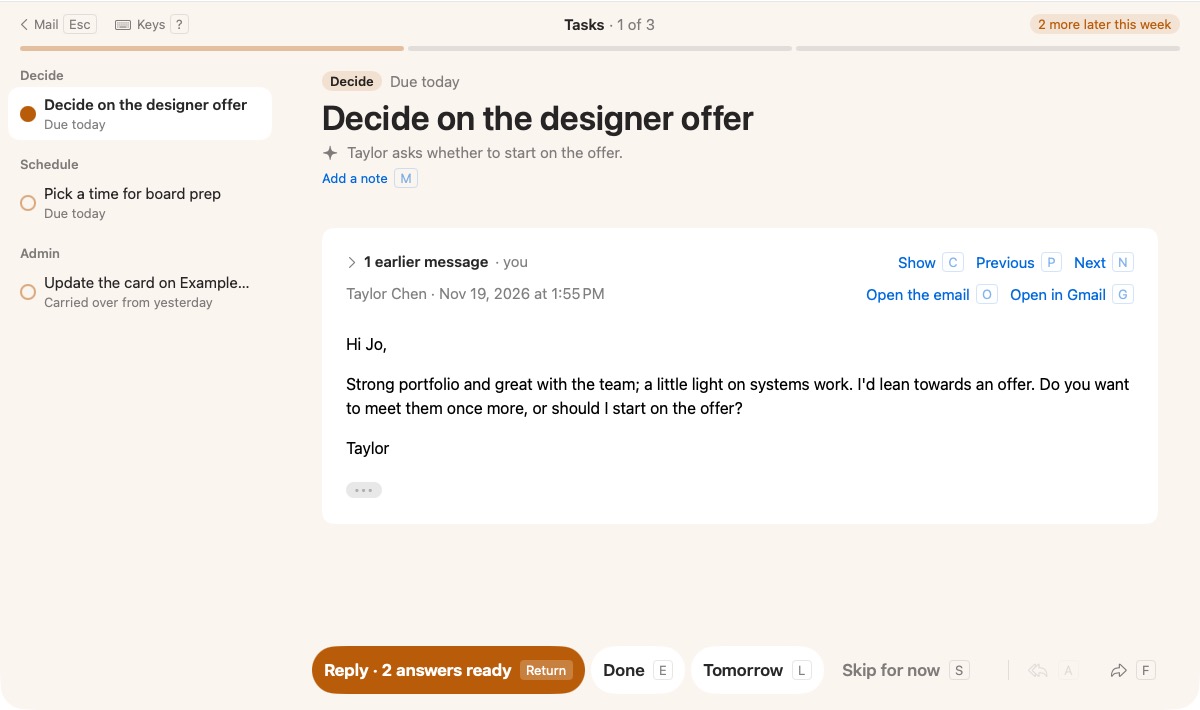 Mail Esc Keys ? Tasks · 1 of 3 2 more later this week
Decide
Decide on the designer offer
Due today
Schedule
Pick a time for board prep
Due today
Admin
Update the card on Example...
Carried over from yesterday
Decide Due today
Decide on the designer offer
Taylor asks whether to start on the offer.
Add a note M
1 earlier message · you Show C Previous P Next N
Taylor Chen · Nov 19, 2026 at 1:55 PM Open the email O Open in Gmail G
Hi Jo,
Strong portfolio and great with the team; a little light on systems work. I'd lean towards an offer. Do you want
to meet them once more, or should I start on the offer?
Taylor
Reply · 2 answers ready Return Done E Tomorrow L Skip for now S A F